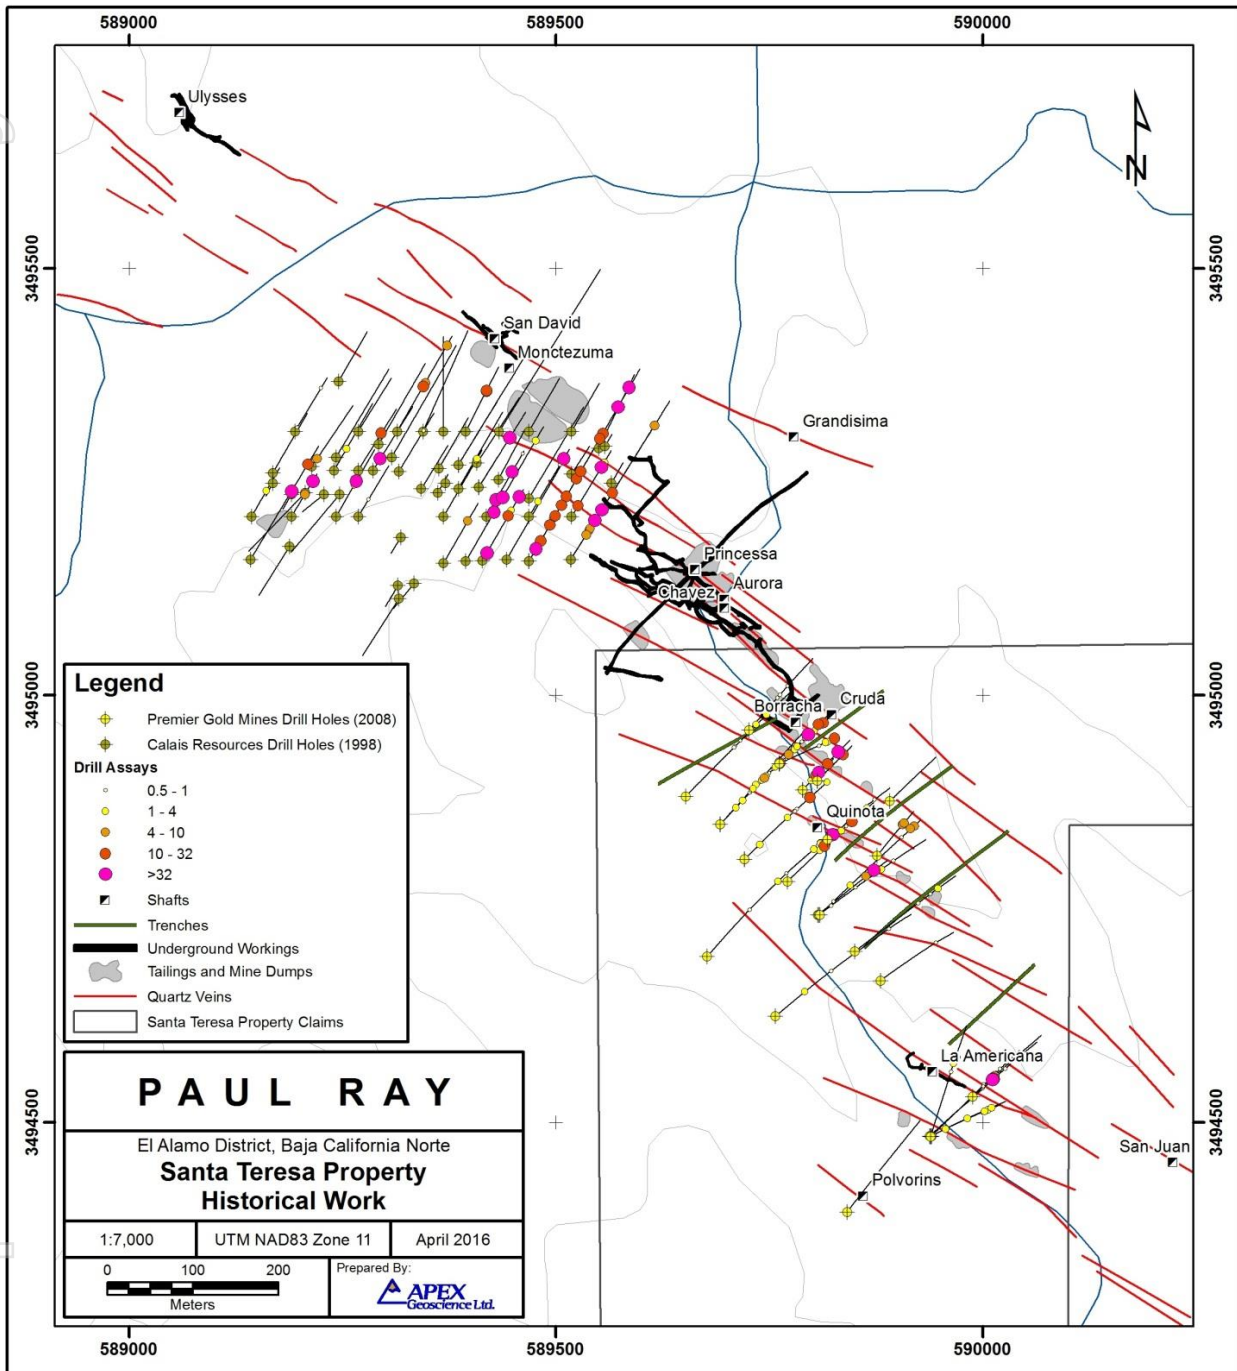 589000
589500
590000
Ulysses
N
3495500
3495500
San David
Monctezuma
Grandisima
Princessa
Aurora
Chavez
3495000
Cruda
Borracha
Quinota
La Americana
3494500
3494500
San Juan
Polvorins
Legend
Premier Gold Mines Drill Holes (2008)
Calais Resources Drill Holes (1998)
Drill Assays
0.5 - 1
1 - 4
4 - 10
10 - 32
>32
Shafts
Trenches
Underground Workings
Tailings and Mine Dumps
Quartz Veins
Santa Teresa Property Claims
PAUL RAY
El Alamo District, Baja California Norte
Santa Teresa Property
Historical Work
1:7,000
UTM NAD83 Zone 11
April 2016
0 100 200
Meters
Prepared By:
APEX
Geoscience Ltd.
589000
589500
590000